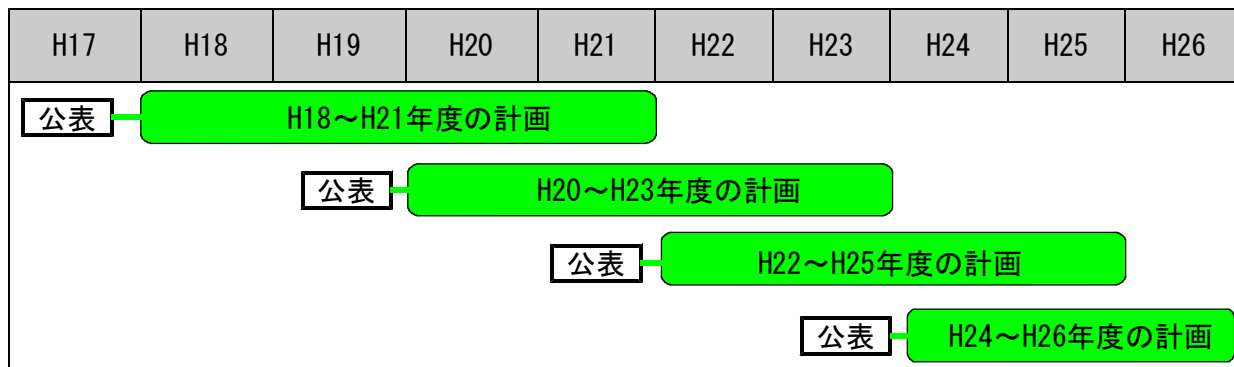 H17 H18 H19 H20 H21 H22 H23 H24 H25 H26
公表 H18～H21年度の計画
公表 H20～H23年度の計画
公表 H22～H25年度の計画
公表 H24～H26年度の計画